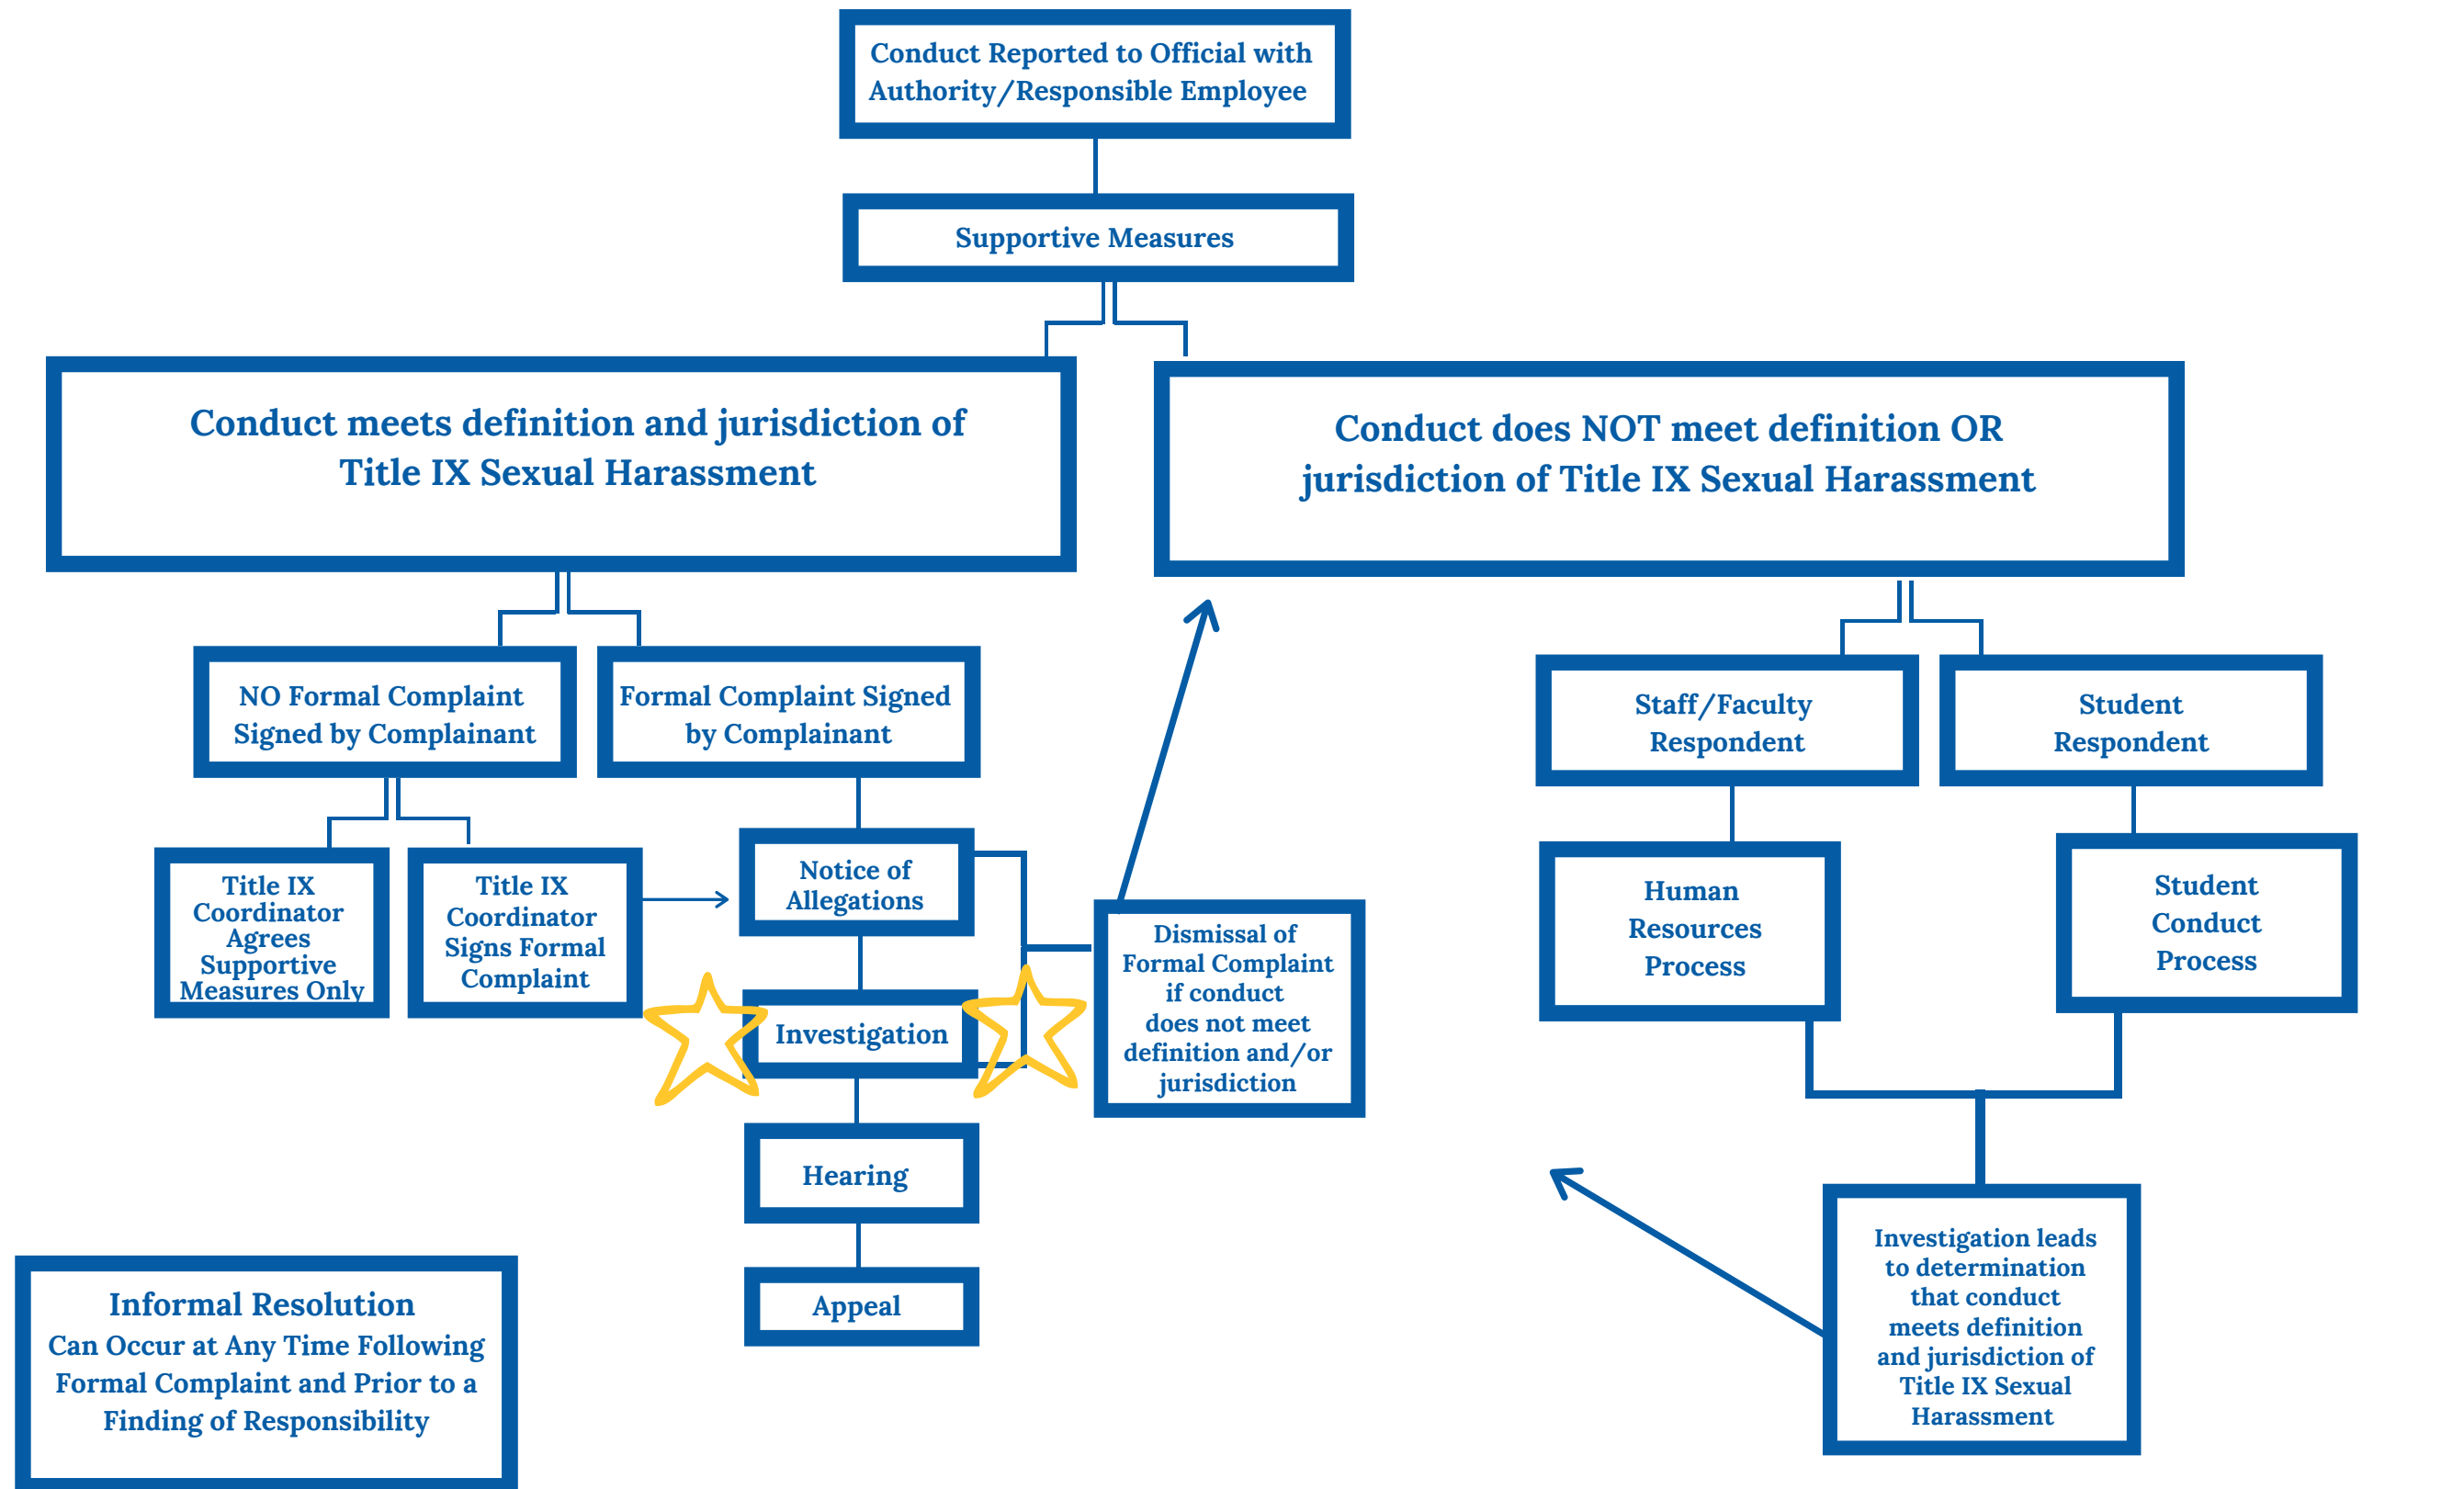 Conduct Reported to Official with
Authority/Responsible Employee
Supportive Measures
Conduct meets definition and jurisdiction of
Title IX Sexual Harassment
Conduct does NOT meet definition OR
jurisdiction of Title IX Sexual Harassment
NO Formal Complaint
Signed by Complainant
Formal Complaint Signed
by Complainant
Staff/Faculty
Respondent
Student
Respondent
Title IX
Coordinator
Agrees
Supportive
Measures Only
Title IX
Coordinator
Signs Formal
Complaint
Notice of
Allegations
Dismissal of
Formal Complaint
if conduct
does not meet
definition and/or
jurisdiction
Human
Resources
Process
Student
Conduct
Process
Investigation
Hearing
Appeal
Investigation leads
to determination
that conduct
meets definition
and jurisdiction of
Title IX Sexual
Harassment
Informal Resolution
Can Occur at Any Time Following
Formal Complaint and Prior to a
Finding of Responsibility